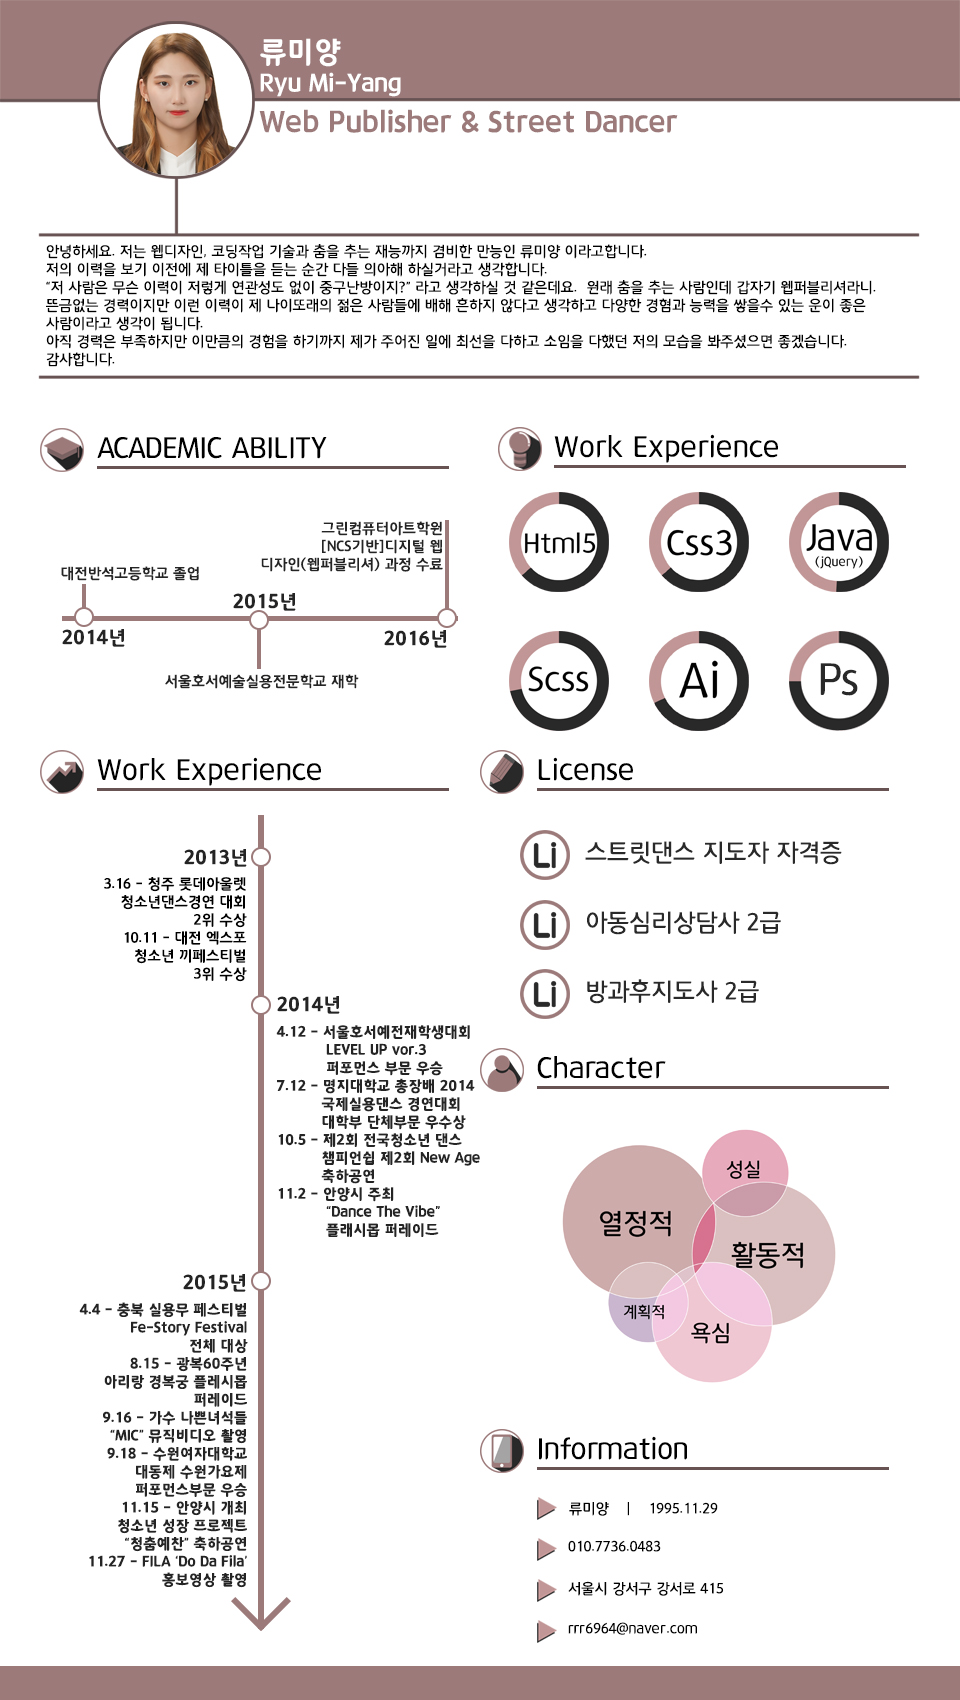 류미양
Ryu Mi-Yang
Web Publisher & Street Dancer
안녕하세요. 저는 웹디자인, 코딩작업 기술과 춤을 추는 재능까지 겸비한 만능인 류미양 이라고합니다.
저의 이력을 보기 이전에 제 타이틀을 듣는 순간 다들 의아해 하실거라고 생각합니다.
“저 사람은 무슨 이력이 저렇게 연관성도 없이 중구난방이지?” 라고 생각하실 것 같은데요. 원래 춤을 추는 사람인데 갑자기 웹퍼블리셔라니.
뜬금없는 경력이지만 이런 이력이 제 나이또래의 젊은 사람들에 배해 흔하지 않다고 생각하고 다양한 경험과 능력을 쌓을수 있는 운이 좋은
사람이라고 생각이 됩니다.
아직 경력은 부족하지만 이만큼의 경험을 하기까지 제가 주어진 일에 최선을 다하고 소임을 다했던 저의 모습을 봐주셨으면 좋겠습니다.
감사합니다.
ACADEMIC ABILITY
그린컴퓨터아트학원
[NCS기반]디지털 웹
디자인(웹퍼블리셔) 과정 수료
대전반석고등학교 졸업
2015년
2014년
2016년
서울호서예술실용전문학교 재학
Work Experience
Html5
Css3
Java
(jQuery)
Scss
Ai
Ps
Work Experience
2013년
3.16 - 청주 롯데아울렛
청소년댄스경연 대회
2위 수상
10.11 - 대전 엑스포
청소년 끼페스티벌
3위 수상
2014년
4.12 - 서울호서예전재학생대회
LEVEL UP vor.3
퍼포먼스 부문 우승
7.12 - 명지대학교 총장배 2014
국제실용댄스 경연대회
대학부 단체부문 우수상
10.5 - 제2회 전국청소년 댄스
챔피언쉽 제2회 New Age
축하공연
11.2 - 안양시 주최
“Dance The Vibe”
플래시몹 퍼레이드
2015년
4.4 - 충북 실용무 페스티벌
Fe-Story Festival
전체 대상
8.15 - 광복60주년
아리랑 경복궁 플레시몹
퍼레이드
9.16 - 가수 나쁜녀석들
“MIC” 뮤직비디오 촬영
9.18 - 수원여자대학교
대동제 수원가요제
퍼포먼스부문 우승
11.15 - 안양시 개최
청소년 성장 프로젝트
“청춤예찬” 축하공연
11.27 - FILA ‘Do Da Fila’
홍보영상 촬영
License
Li 스트릿댄스 지도자 자격증
Li 아동심리상담사 2급
Li 방과후지도사 2급
Character
성실
열정적
활동적
계획적
욕심
Information
류미양 | 1995.11.29
010.7736.0483
서울시 강서구 강서로 415
rrr6964@naver.com